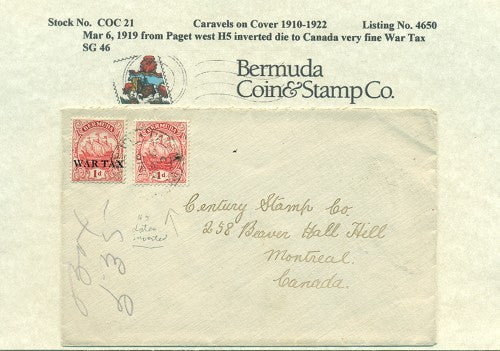 Stock No. COC 21 Caravels on Cover 1910-1922 Listing No. 4650
Mar 6, 1919 from Paget west H5 inverted die to Canada very fine War Tax
SG 46
Bermuda
Coin&Stamp Co.
BERMUDA
WAR TAX
1d
BERMUDA
1d
Century Stamp Co.
258 Beaver Hall Hill
Montreal.
Canada.
inverted